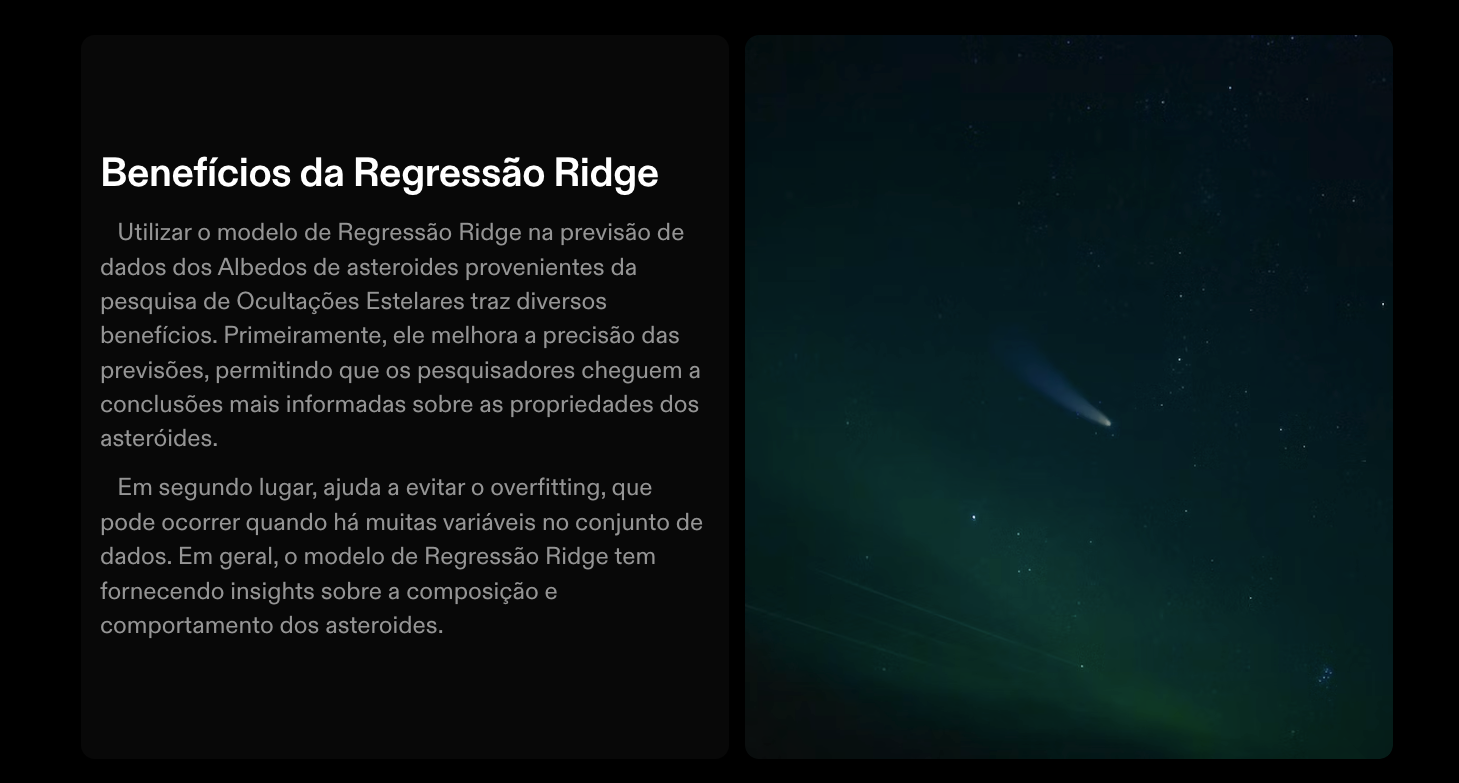 Benefícios da Regressão Ridge
Utilizar o modelo de Regressão Ridge na previsão de
dados dos Albedos de asteroides provenientes da
pesquisa de Ocultações Estelares traz diversos
benefícios. Primeiramente, ele melhora a precisão das
previsões, permitindo que os pesquisadores cheguem a
conclusões mais informadas sobre as propriedades dos
asteróides.
Em segundo lugar, ajuda a evitar o overfitting, que
pode ocorrer quando há muitas variáveis no conjunto de
dados. Em geral, o modelo de Regressão Ridge tem
fornecendo insights sobre a composição e
comportamento dos asteroides.